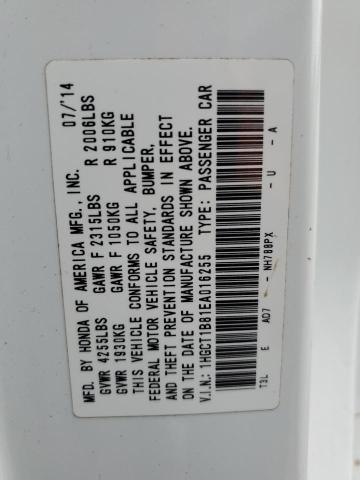 MFD. BY HONDA OF AMERICA MFG., INC. 07/'14
GVWR 4255LBS GAWR F 2315LBS R 2006LBS
GVWR 1930KG GAWR F 1050KG R 910KG
THIS VEHICLE CONFORMS TO ALL APPLICABLE
FEDERAL MOTOR VEHICLE SAFETY, BUMPER,
AND THEFT PREVENTION STANDARDS IN EFFECT
ON THE DATE OF MANUFACTURE SHOWN ABOVE.
V.I.N.: 1HGCT1B81EA016255 TYPE: PASSENGER CAR
T3L E AD7 - NH788PX - U - A